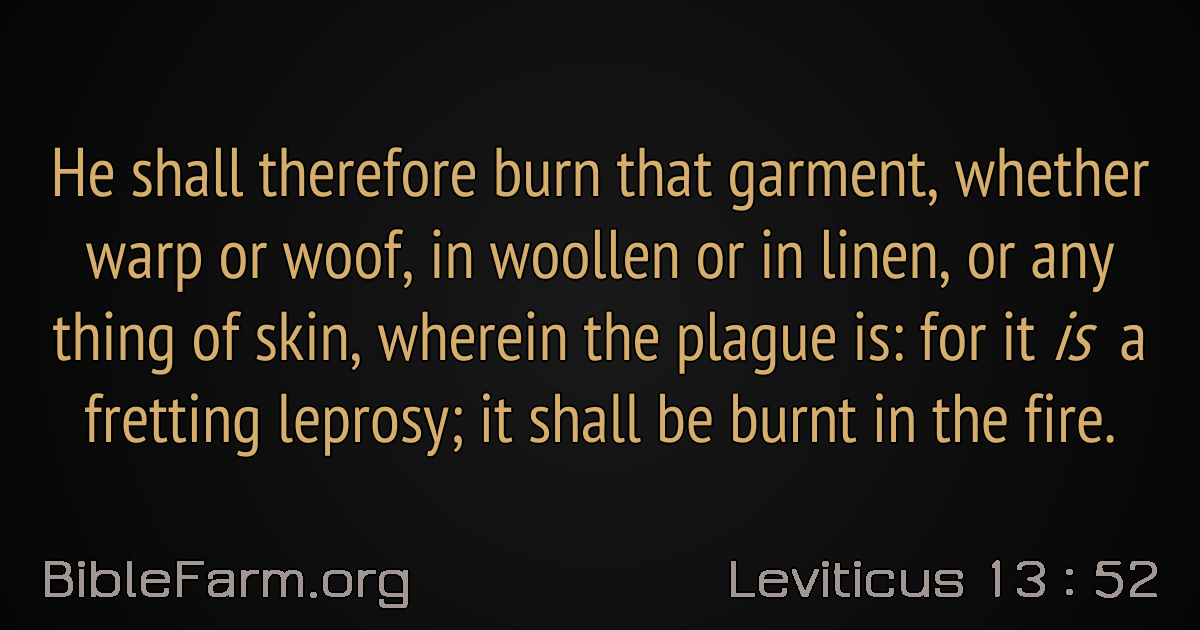 He shall therefore burn that garment, whether
warp or woof, in woollen or in linen, or any
thing of skin, wherein the plague is: for it is a
fretting leprosy; it shall be burnt in the fire.
BibleFarm.org
Leviticus 13 : 52